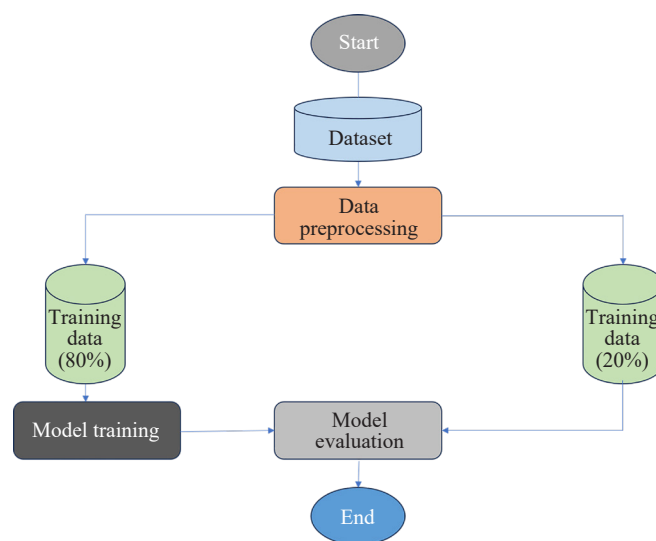 Start
Dataset
Data
preprocessing
Training
data
(80%)
Training
data
(20%)
Model training
Model
evaluation
End